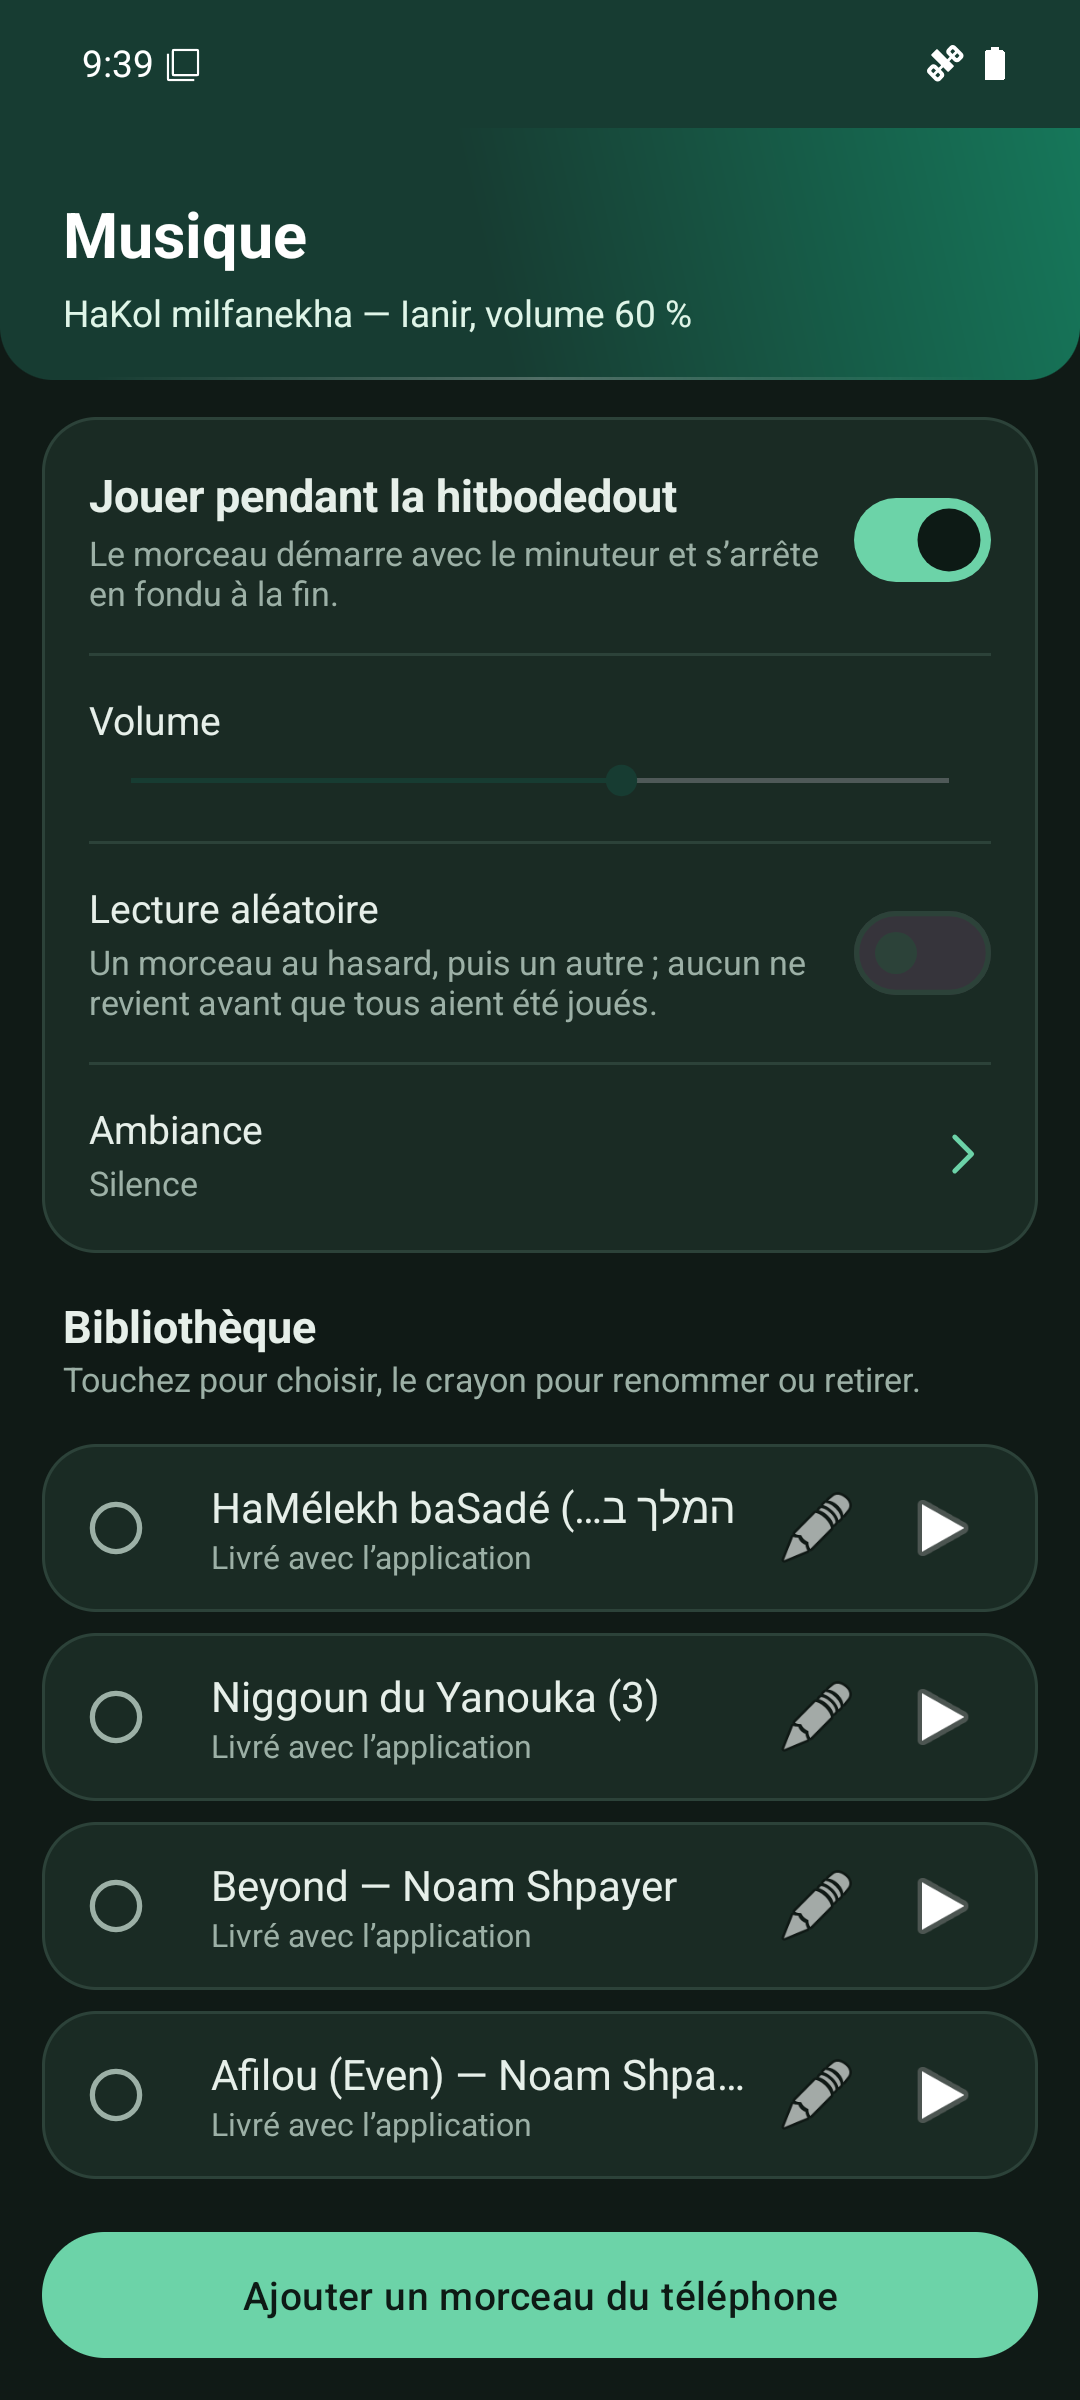 9:39
Musique
HaKol milfanekha — Ianir, volume 60 %
Jouer pendant la hitbodedout
Le morceau démarre avec le minuteur et s’arrête
en fondu à la fin.
Volume
Lecture aléatoire
Un morceau au hasard, puis un autre ; aucun ne
revient avant que tous aient été joués.
Ambiance
Silence
Bibliothèque
Touchez pour choisir, le crayon pour renommer ou retirer.
HaMélekh baSadé (המלך ב…
Livré avec l’application
Niggoun du Yanouka (3)
Livré avec l’application
Beyond — Noam Shpayer
Livré avec l’application
Afilou (Even) — Noam Shpa…
Livré avec l’application
Ajouter un morceau du téléphone